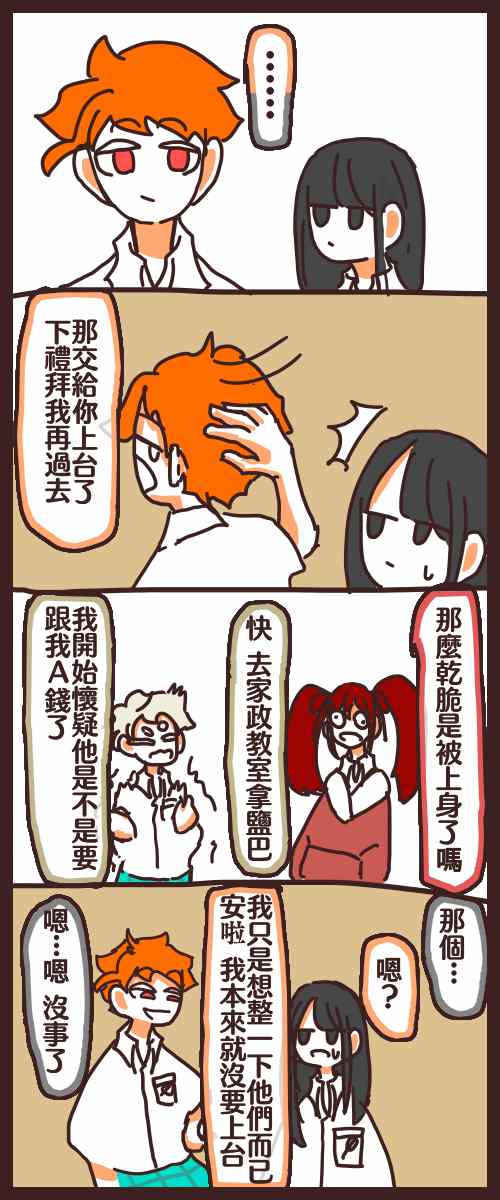 ⋯⋯
那交給你上台了
下禮拜我再過去
那麼乾脆是被上身了嗎
快 去家政教室拿鹽巴
我開始懷疑他是不是要
跟我A錢了
那個⋯
嗯?
我只是想整一下他們而已
安啦 我本來就沒要上台
嗯⋯嗯 沒事了